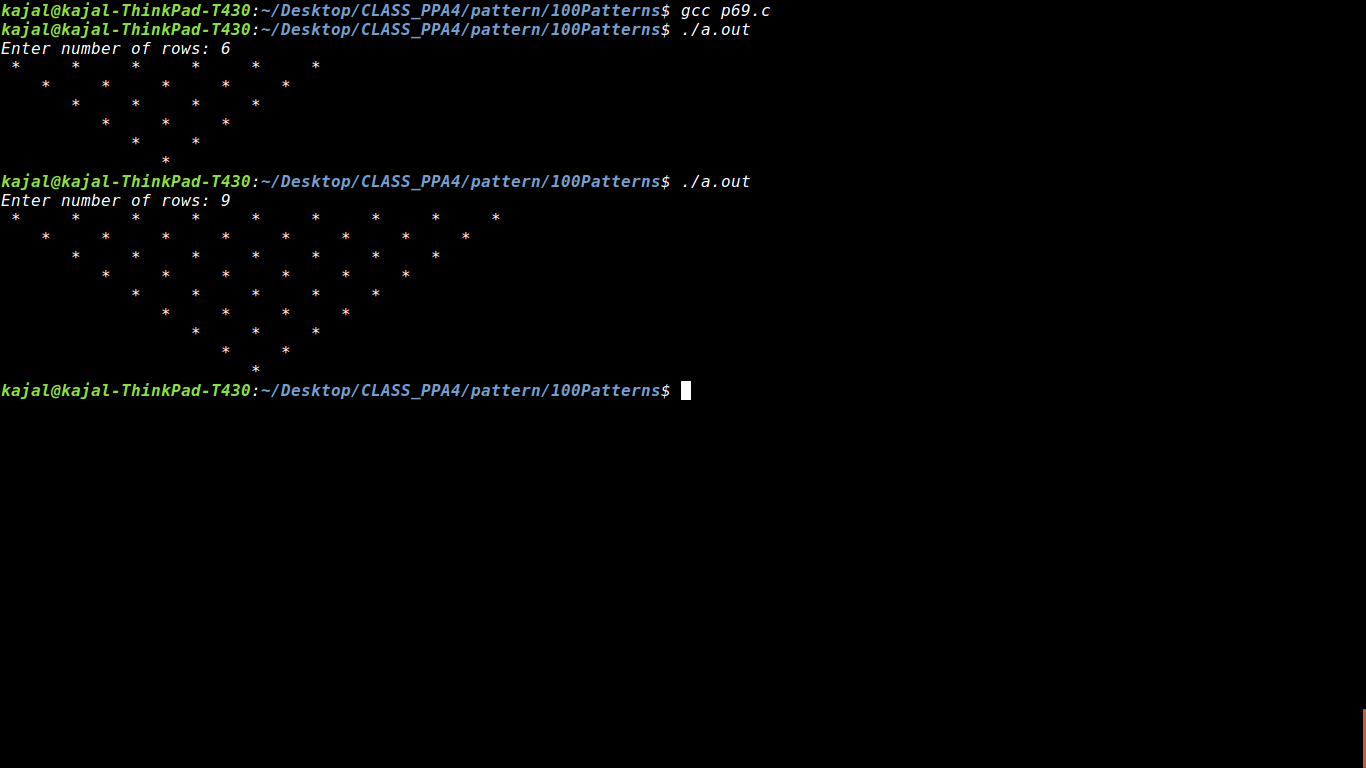 kajal@kajal-ThinkPad-T430:~/Desktop/CLASS_PPA4/pattern/100Patterns$ gcc p69.c
kajal@kajal-ThinkPad-T430:~/Desktop/CLASS_PPA4/pattern/100Patterns$ ./a.out
Enter number of rows: 6
 *     *     *     *     *     *
    *     *     *     *     *
       *     *     *     *
          *     *     *
             *     *
                *
kajal@kajal-ThinkPad-T430:~/Desktop/CLASS_PPA4/pattern/100Patterns$ ./a.out
Enter number of rows: 9
 *     *     *     *     *     *     *     *     *
    *     *     *     *     *     *     *     *
       *     *     *     *     *     *     *
          *     *     *     *     *     *
             *     *     *     *     *
                *     *     *     *
                   *     *     *
                      *     *
                         *
kajal@kajal-ThinkPad-T430:~/Desktop/CLASS_PPA4/pattern/100Patterns$